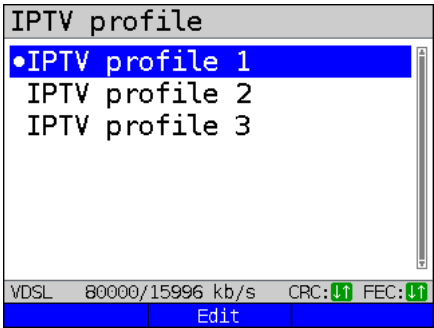 IPTV profile
●IPTV profile 1
IPTV profile 2
IPTV profile 3
VDSL 80000/15996 kb/s CRC:↓↑ FEC:↓↑
Edit